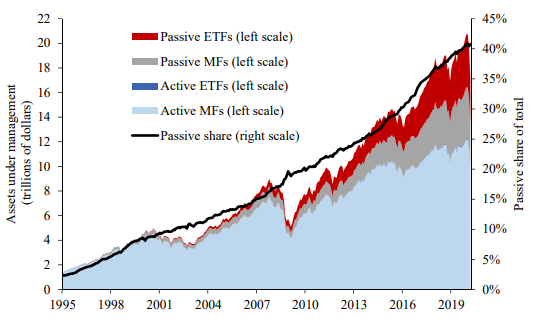 Assets under management
(trillions of dollars)
22
20
18
16
14
12
10
8
6
4
2
0
Passive ETFs (left scale)
Passive MFs (left scale)
Active ETFs (left scale)
Active MFs (left scale)
Passive share (right scale)
45%
40%
35%
30%
25%
20%
15%
10%
5%
0%
Passive share of total
1995 1998 2001 2004 2007 2010 2013 2016 2019